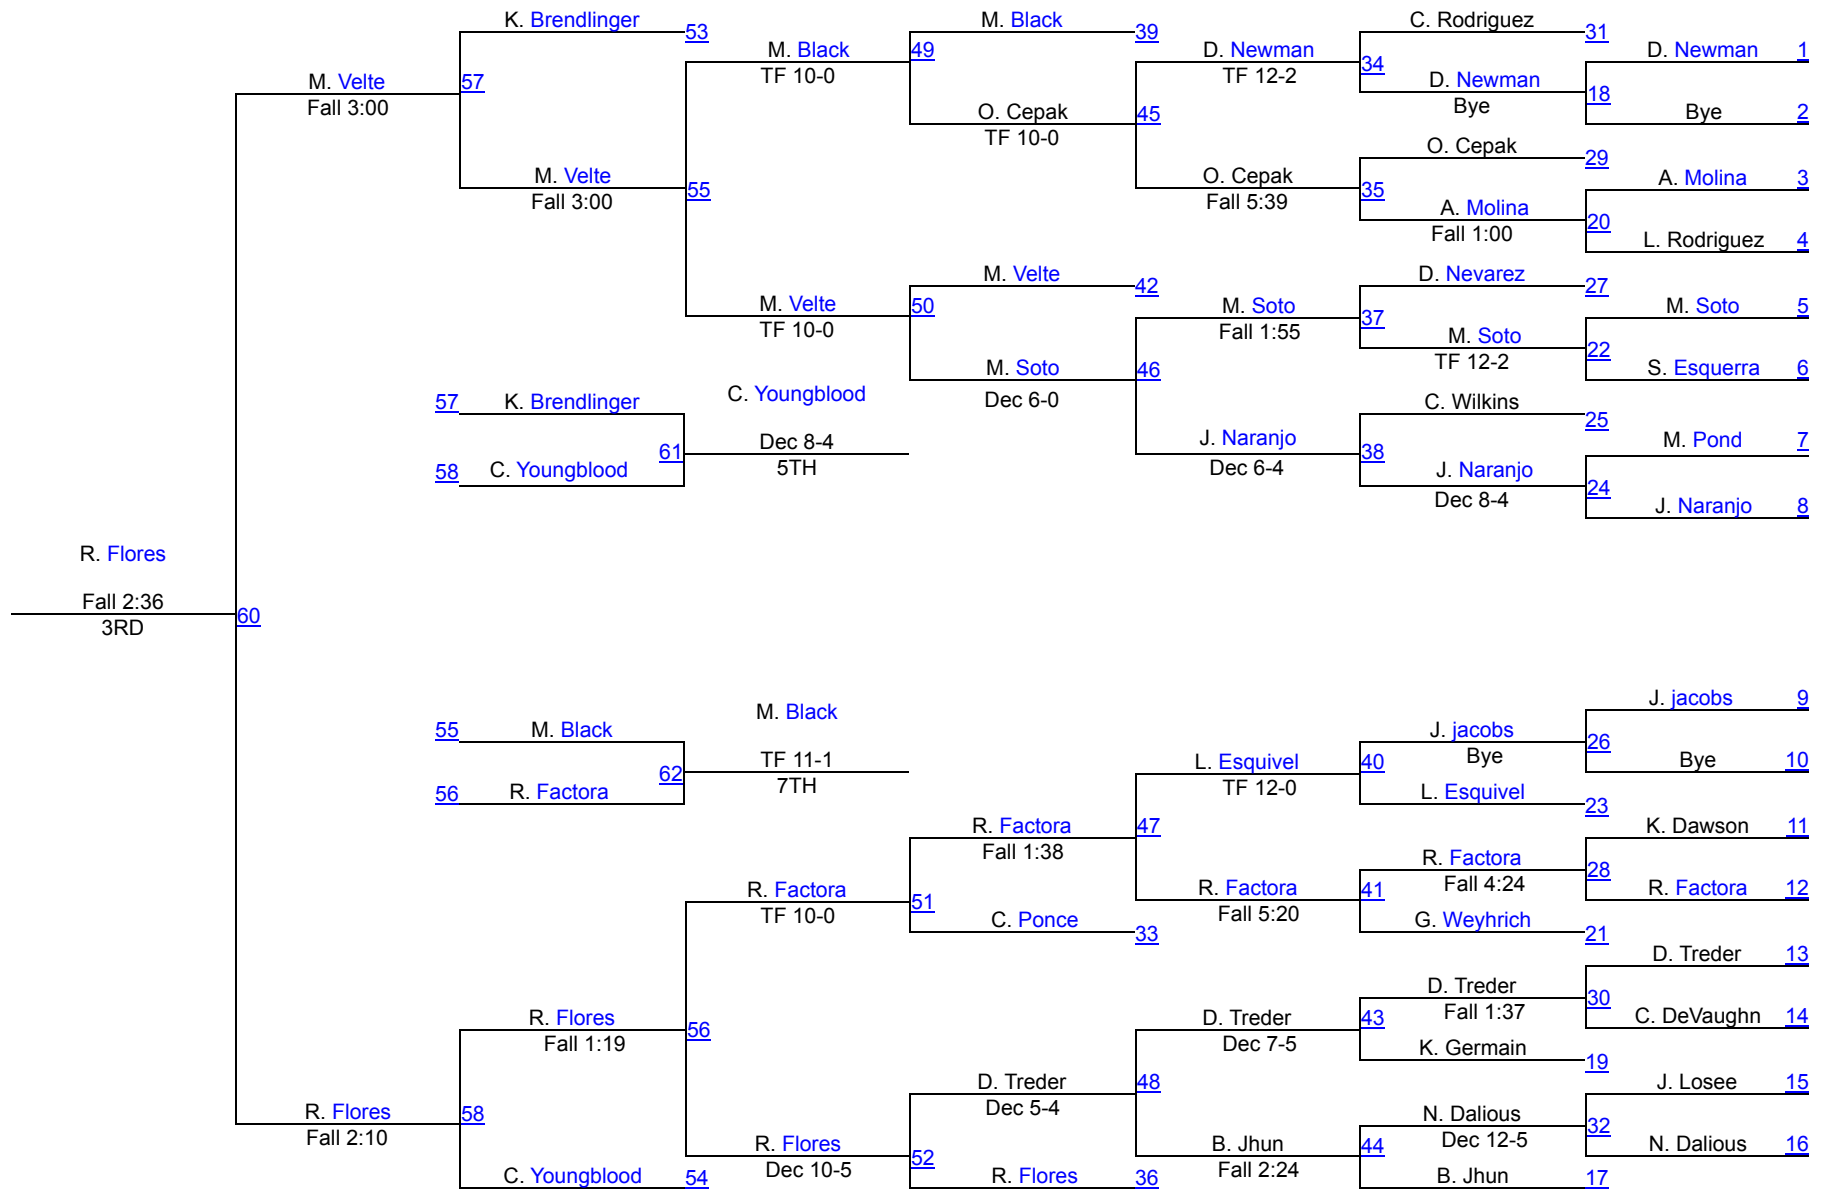 K. Brendlinger
53
M. Velte
Fall 3:00
57
M. Velte
Fall 3:00
55
M. Black
TF 10-0
49
M. Black
39
O. Cepak
TF 10-0
45
D. Newman
TF 12-2
34
C. Rodriguez
31
D. Newman
Bye
18
D. Newman 1
Bye 2
O. Cepak
Fall 5:39
35
O. Cepak
29
A. Molina
Fall 1:00
20
A. Molina 3
L. Rodriguez 4
M. Velte
TF 10-0
50
M. Velte
42
M. Soto
Dec 6-0
46
M. Soto
Fall 1:55
37
D. Nevarez
27
M. Soto
TF 12-2
22
M. Soto 5
S. Esquerra 6
J. Naranjo
Dec 6-4
38
C. Wilkins
25
J. Naranjo
Dec 8-4
24
M. Pond 7
J. Naranjo 8
57 K. Brendlinger
58 C. Youngblood
61
C. Youngblood
Dec 8-4
5TH
R. Flores
Fall 2:36
3RD
60
55 M. Black
56 R. Factora
62
M. Black
TF 11-1
7TH
L. Esquivel
TF 12-0
40
J. jacobs
Bye
26
J. jacobs 9
Bye 10
L. Esquivel
23
R. Factora
Fall 1:38
47
R. Factora
Fall 5:20
41
R. Factora
Fall 4:24
28
K. Dawson 11
R. Factora 12
G. Weyhrich
21
R. Factora
TF 10-0
51
C. Ponce
33
R. Flores
Fall 1:19
56
R. Flores
Fall 2:10
58
C. Youngblood
54
R. Flores
Dec 10-5
52
D. Treder
Dec 5-4
48
R. Flores
36
D. Treder
Dec 7-5
43
D. Treder
Fall 1:37
30
D. Treder 13
C. DeVaughn 14
K. Germain
19
B. Jhun
Fall 2:24
44
N. Dalious
Dec 12-5
32
J. Losee 15
N. Dalious 16
B. Jhun
17